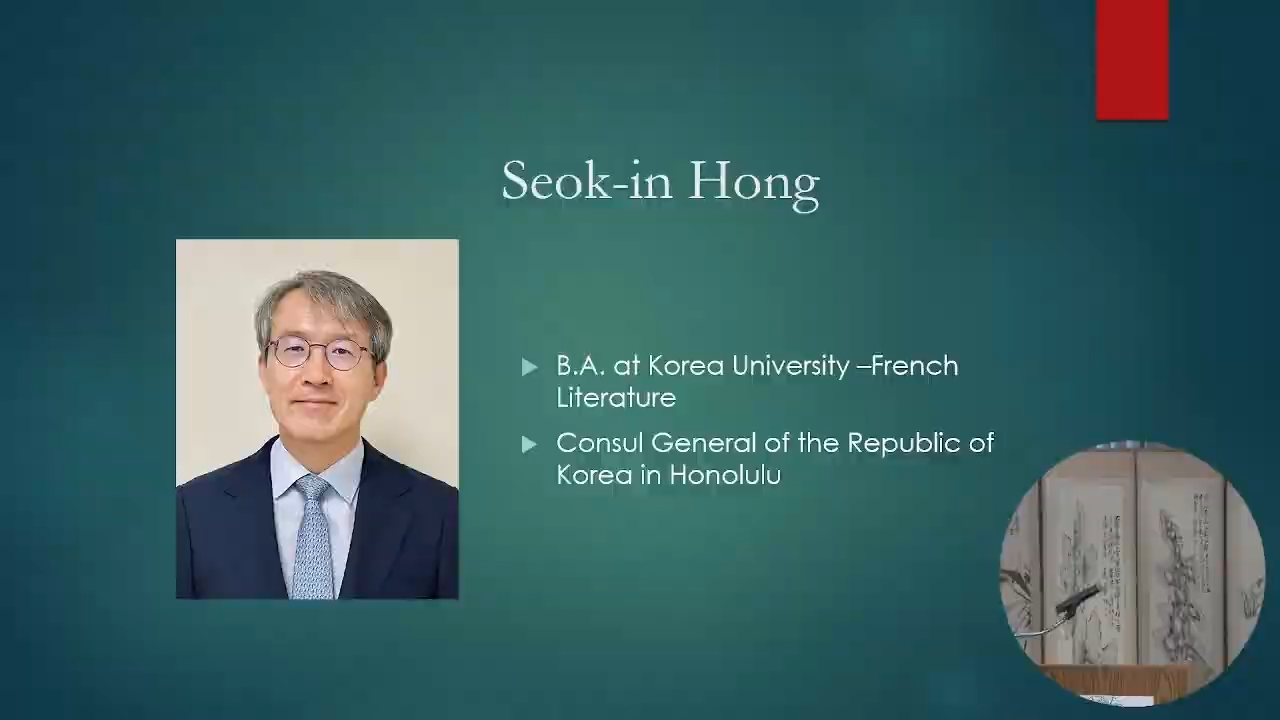 Seok-in Hong
B.A. at Korea University –French
Literature
Consul General of the Republic of
Korea in Honolulu